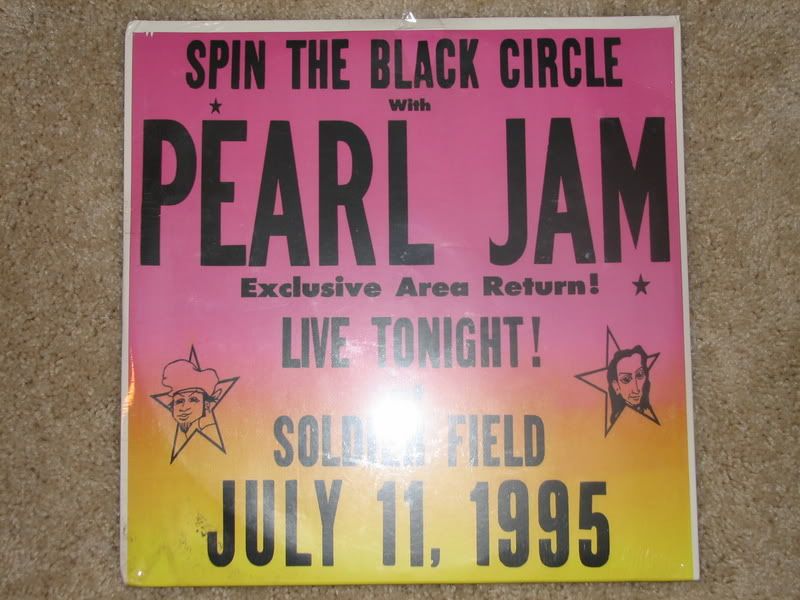 SPIN THE BLACK CIRCLE
With
PEARL JAM
Exclusive Area Return!
LIVE TONIGHT!
SOLDIER FIELD
JULY 11, 1995